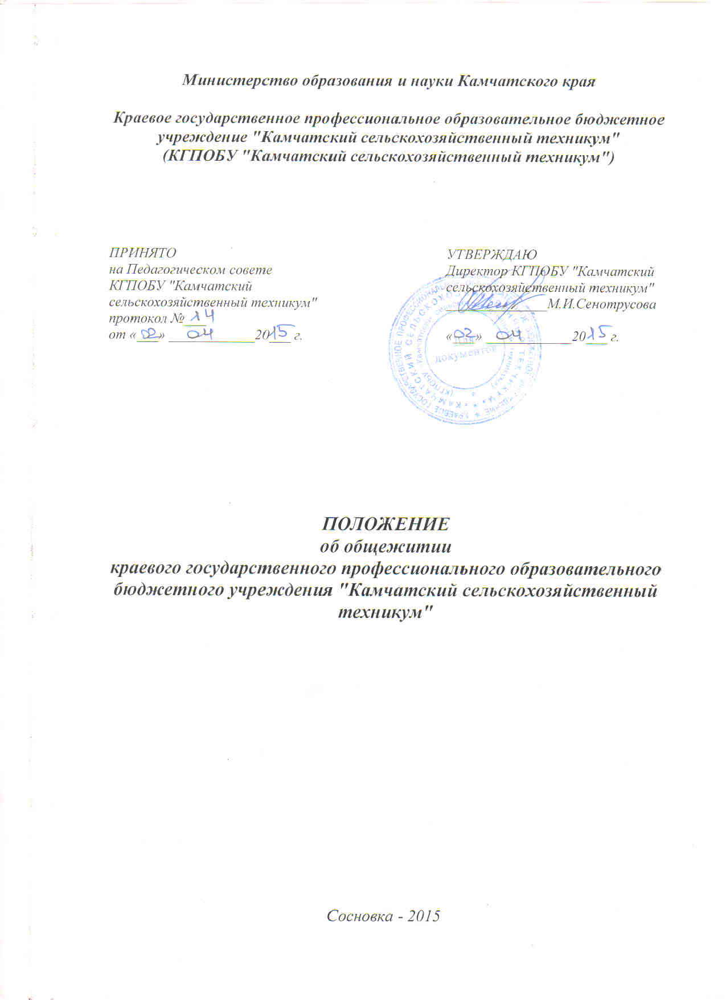 Министерство образования и науки Камчатского края
Краевое государственное профессиональное образовательное бюджетное
учреждение "Камчатский сельскохозяйственный техникум"
(КГПОБУ "Камчатский сельскохозяйственный техникум")
ПРИНЯТО
на Педагогическом совете
КГПОБУ "Камчатский
сельскохозяйственный техникум"
протокол № 14
от «02» 04 2015 г.
УТВЕРЖДАЮ
Директор КГПОБУ "Камчатский
сельскохозяйственный техникум"
М.И.Сенотрусова
«02» 04 2015 г.
Для
документов
ПОЛОЖЕНИЕ
об общежитии
краевого государственного профессионального образовательного
бюджетного учреждения "Камчатский сельскохозяйственный
техникум"
Сосновка - 2015